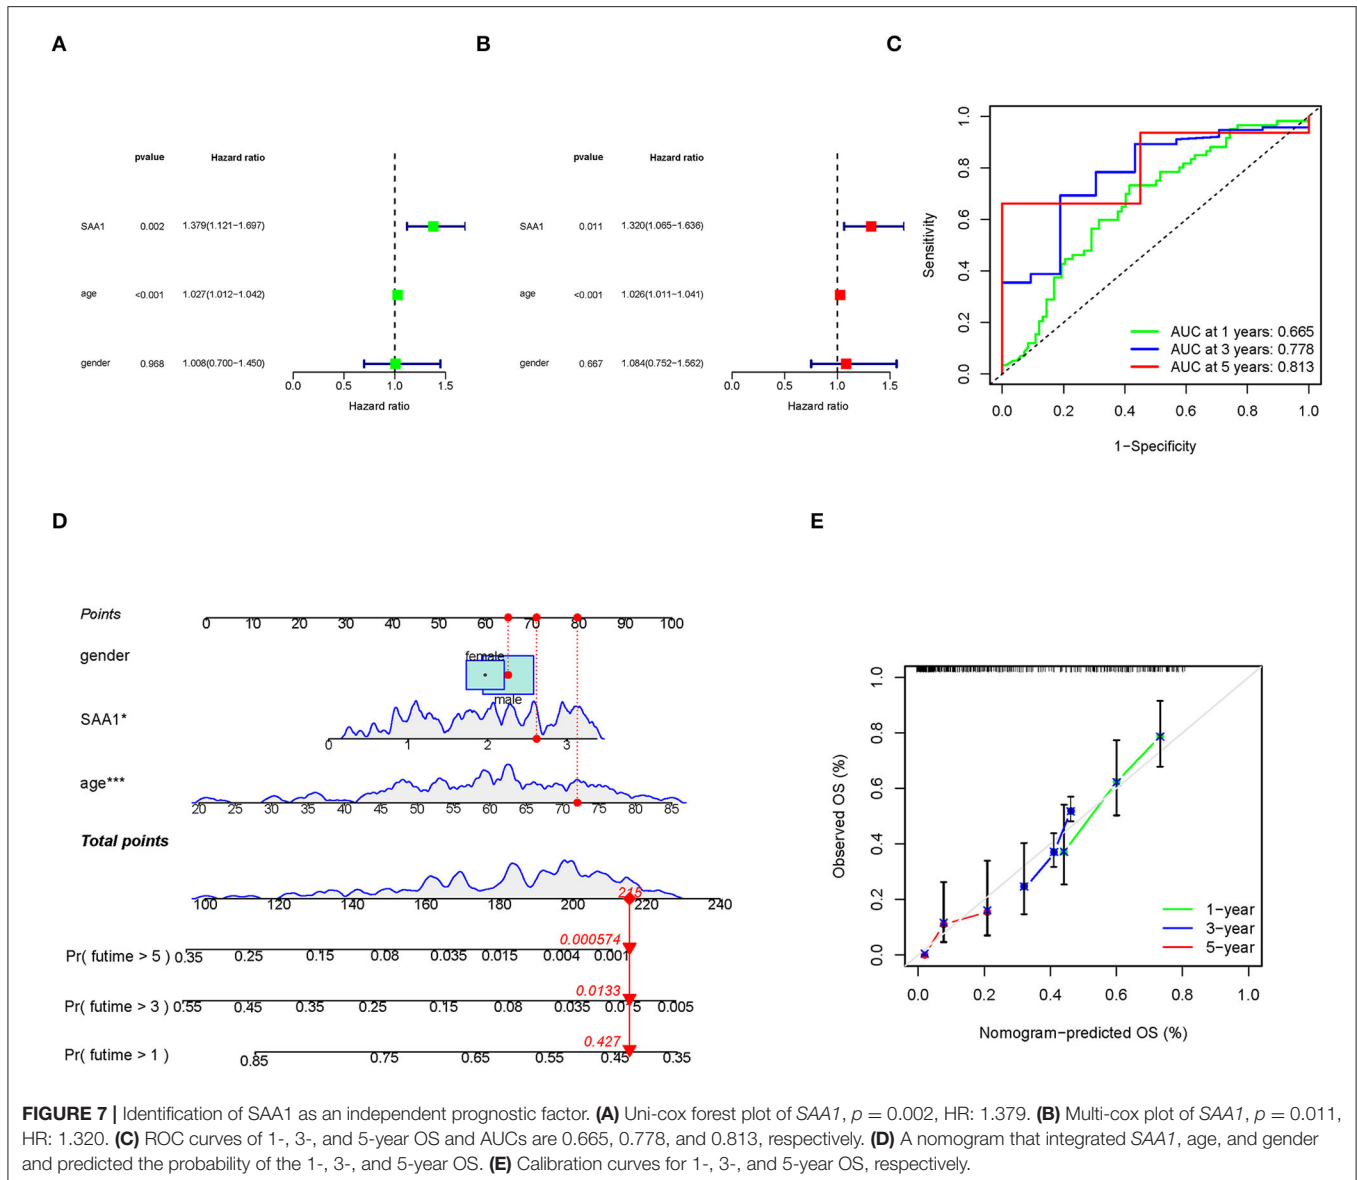 A
B
C
pvalue Hazard ratio
SAA1 0.002 1.379(1.121−1.697)
age <0.001 1.027(1.012−1.042)
gender 0.968 1.008(0.700−1.450)
0.0 0.5 1.0 1.5
Hazard ratio
pvalue Hazard ratio
SAA1 0.011 1.320(1.065−1.636)
age <0.001 1.026(1.011−1.041)
gender 0.667 1.084(0.752−1.562)
0.0 0.5 1.0 1.5
Hazard ratio
Sensitivity
1.0
0.8
0.6
0.4
0.2
0.0
AUC at 1 years: 0.665
AUC at 3 years: 0.778
AUC at 5 years: 0.813
0.0 0.2 0.4 0.6 0.8 1.0
1−Specificity
D
E
Points
0 10 20 30 40 50 60 70 80 90 100
gender
female
male
SAA1*
0 1 2 3
age***
20 25 30 35 40 45 50 55 60 65 70 75 80 85
Total points
215
100 120 140 160 180 200 220 240
0.000574
Pr( futime > 5 ) 0.35 0.25 0.15 0.08 0.035 0.015 0.004 0.001
0.0133
Pr( futime > 3 ) 0.55 0.45 0.35 0.25 0.15 0.08 0.035 0.015 0.005
0.427
Pr( futime > 1 ) 0.85 0.75 0.65 0.55 0.45 0.35
Observed OS (%)
1.0
0.8
0.6
0.4
0.2
0.0
1−year
3−year
5−year
0.0 0.2 0.4 0.6 0.8 1.0
Nomogram−predicted OS (%)
FIGURE 7 | Identification of SAA1 as an independent prognostic factor. (A) Uni-cox forest plot of SAA1, p = 0.002, HR: 1.379. (B) Multi-cox plot of SAA1, p = 0.011,
HR: 1.320. (C) ROC curves of 1-, 3-, and 5-year OS and AUCs are 0.665, 0.778, and 0.813, respectively. (D) A nomogram that integrated SAA1, age, and gender
and predicted the probability of the 1-, 3-, and 5-year OS. (E) Calibration curves for 1-, 3-, and 5-year OS, respectively.